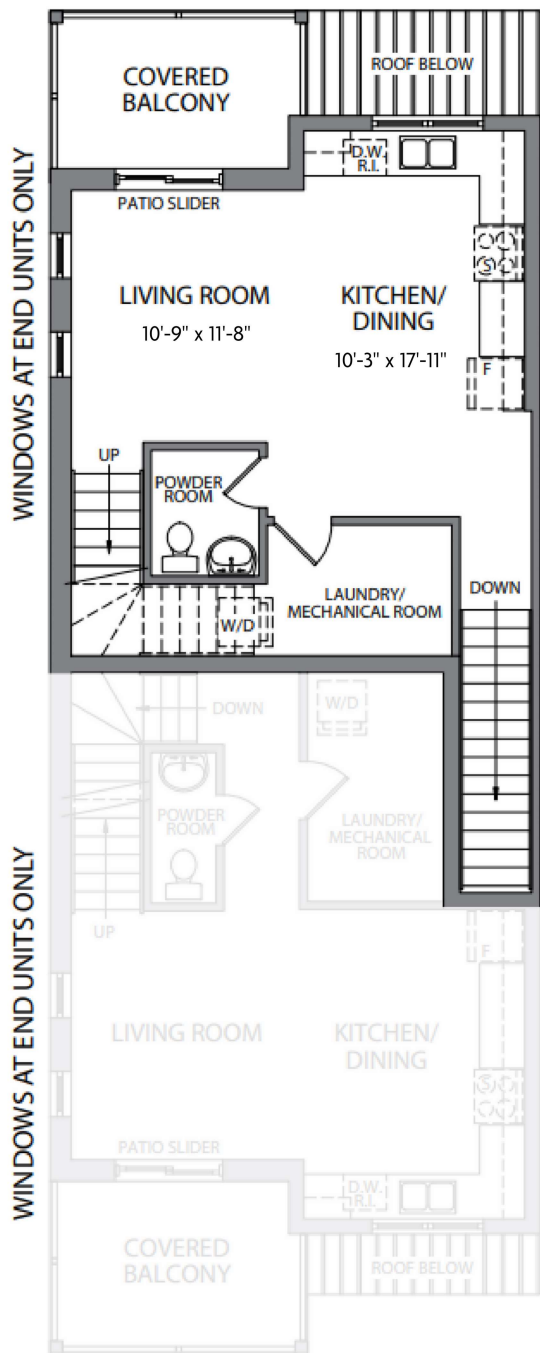 COVERED
BALCONY
ROOF BELOW
D.W.
R.I.
PATIO SLIDER
WINDOWS AT END UNITS ONLY
S
LIVING ROOM
10'-9" x 11'-8"
KITCHEN/
DINING
10'-3" x 17'-11"
F
UP
POWDER
ROOM
LAUNDRY/
MECHANICAL ROOM
DOWN
W/D
DOWN
W/D
POWDER
ROOM
LAUNDRY/
MECHANICAL
ROOM
UP
WINDOWS AT END UNITS ONLY
F
LIVING ROOM
KITCHEN/
DINING
S
PATIO SLIDER
D.W.
R.I.
COVERED
BALCONY
ROOF BELOW